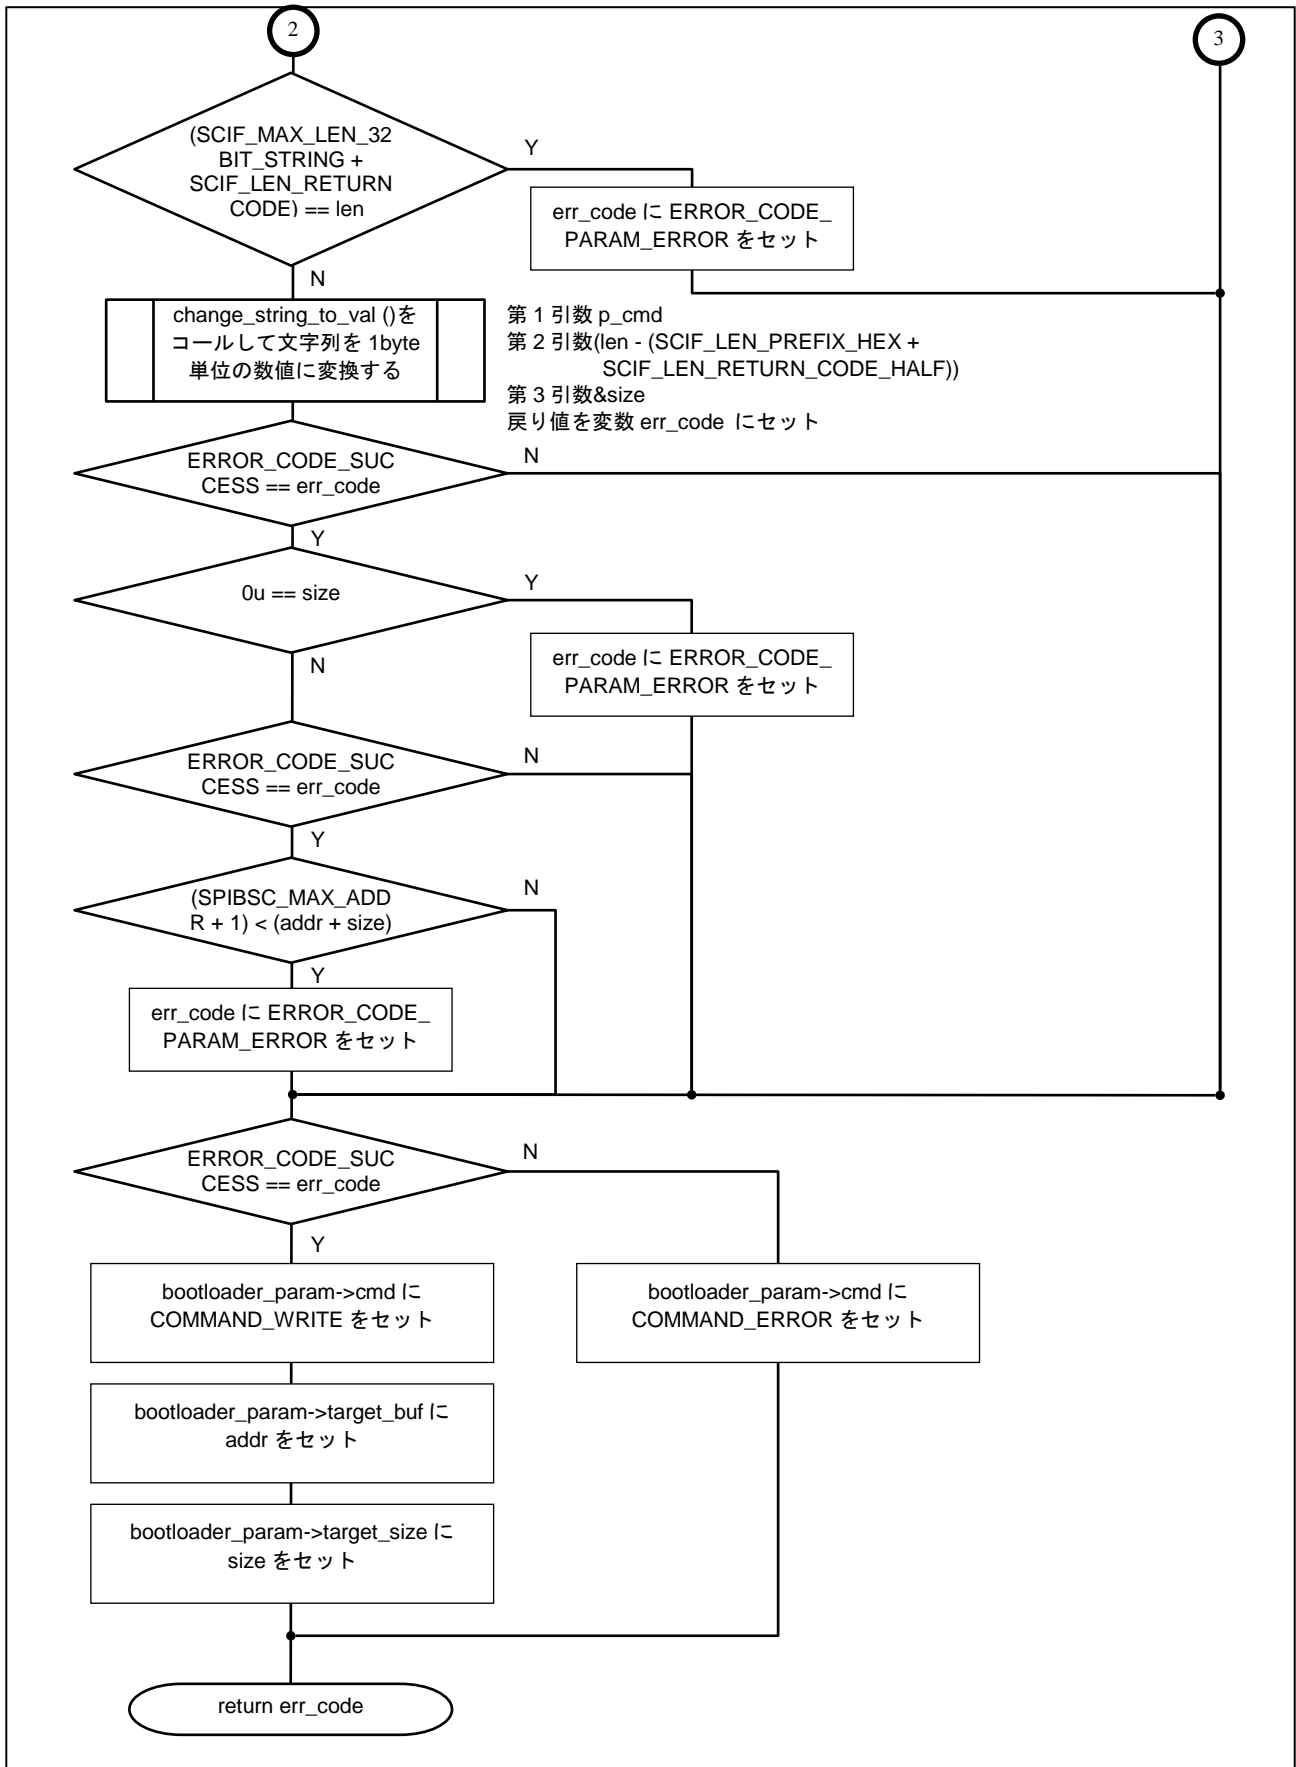 2
3
(SCIF_MAX_LEN_32
BIT_STRING +
SCIF_LEN_RETURN
CODE) == len
Y
err_code に ERROR_CODE_
PARAM_ERROR をセット
N
change_string_to_val ()を
コールして文字列を 1byte
単位の数値に変換する
第 1 引数 p_cmd
第 2 引数(len - (SCIF_LEN_PREFIX_HEX +
SCIF_LEN_RETURN_CODE_HALF))
第 3 引数&size
戻り値を変数 err_code にセット
ERROR_CODE_SUC
CESS == err_code
N
Y
0u == size
Y
err_code に ERROR_CODE_
PARAM_ERROR をセット
N
ERROR_CODE_SUC
CESS == err_code
N
Y
(SPIBSC_MAX_ADD
R + 1) < (addr + size)
N
Y
err_code に ERROR_CODE_
PARAM_ERROR をセット
ERROR_CODE_SUC
CESS == err_code
N
Y
bootloader_param->cmd に
COMMAND_WRITE をセット
bootloader_param->cmd に
COMMAND_ERROR をセット
bootloader_param->target_buf に
addr をセット
bootloader_param->target_size に
size をセット
return err_code